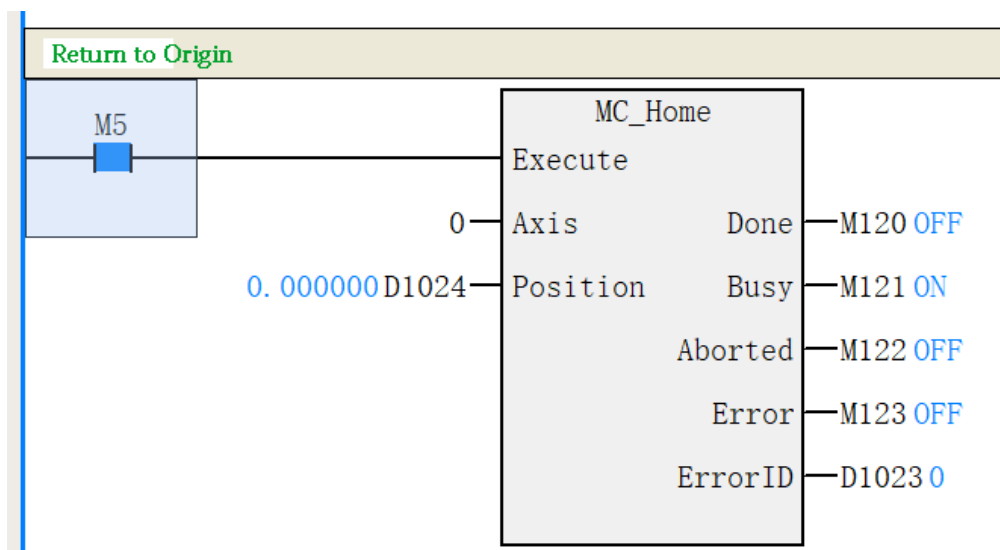 Return to Origin
M5
MC_Home
Execute
0 Axis Done M120 OFF
0.000000 D1024 Position Busy M121 ON
Aborted M122 OFF
Error M123 OFF
ErrorID D1023 0